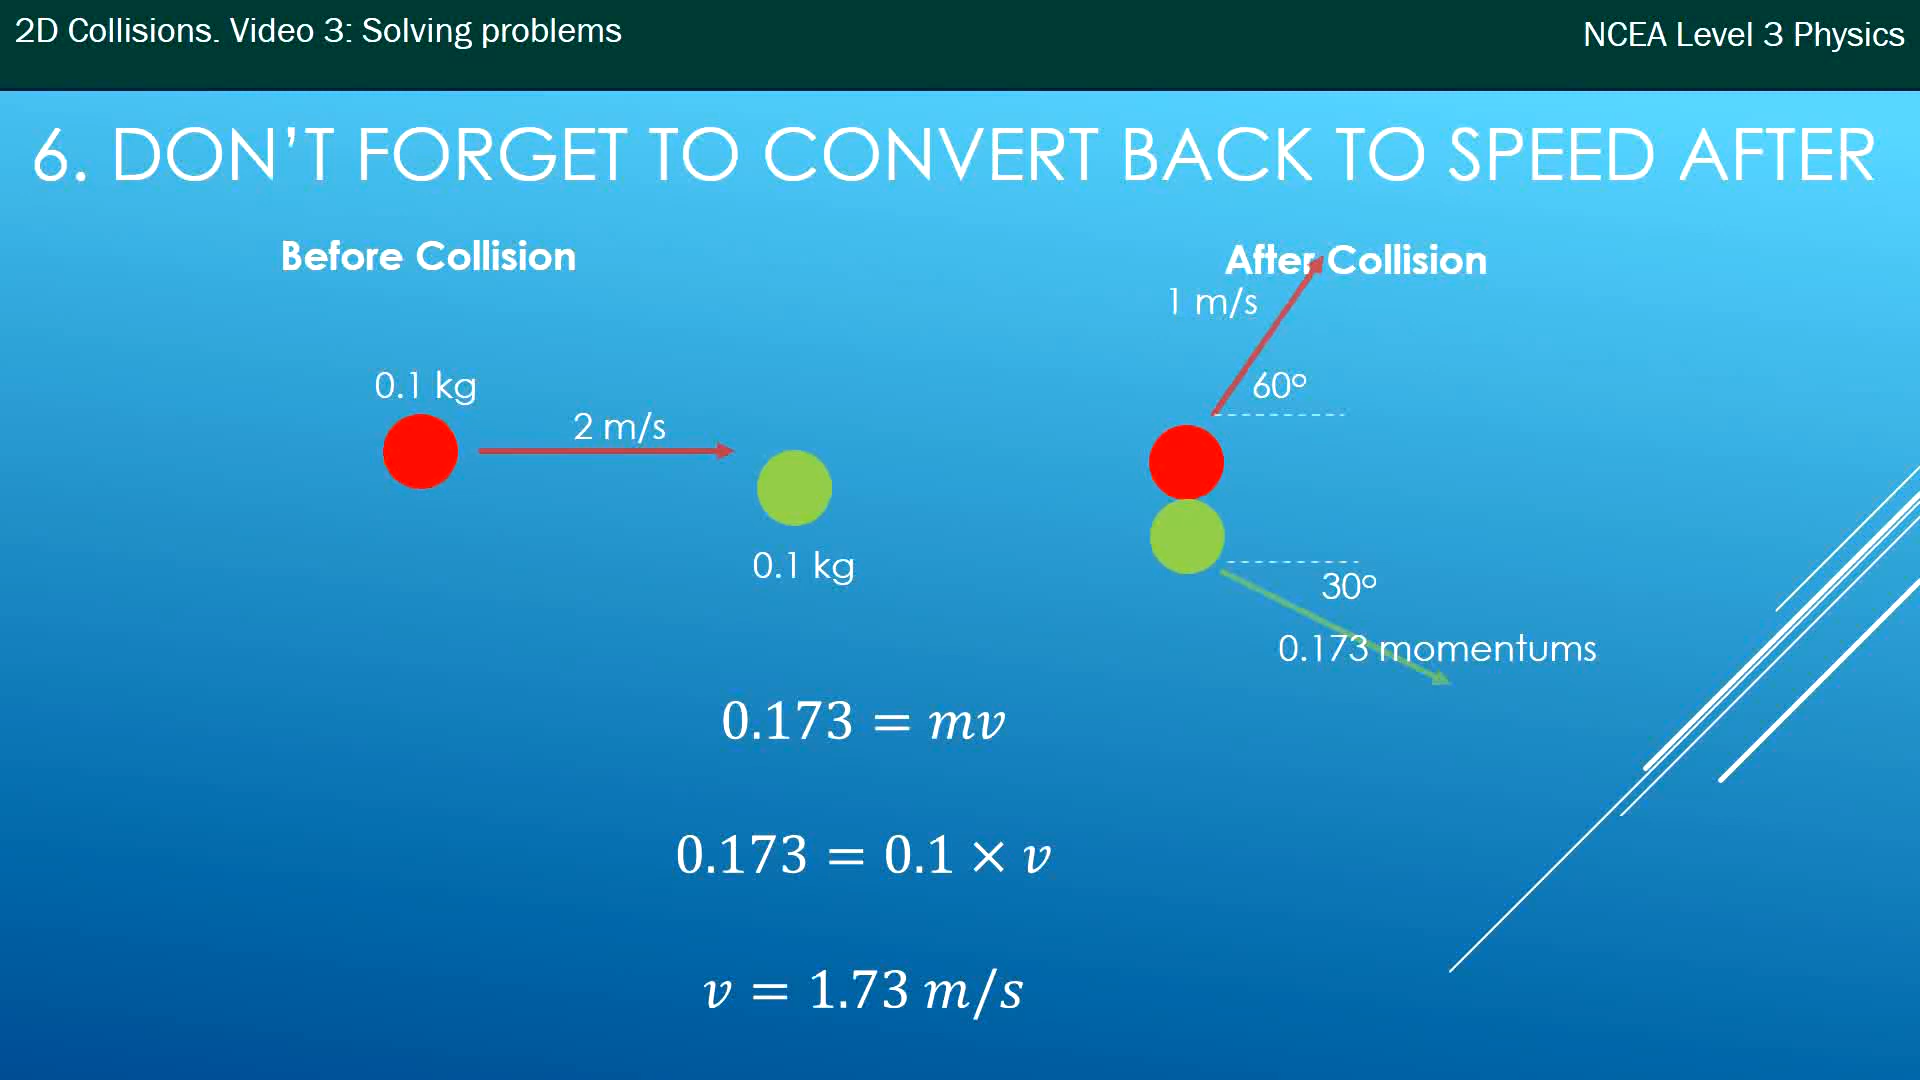 2D Collisions. Video 3: Solving problems
NCEA Level 3 Physics
6. DON’T FORGET TO CONVERT BACK TO SPEED AFTER
Before Collision
After Collision
1 m/s
0.1 kg
60°
2 m/s
0.1 kg
30°
0.173 momentums
0.173 = mv
0.173 = 0.1 × v
v = 1.73 m/s